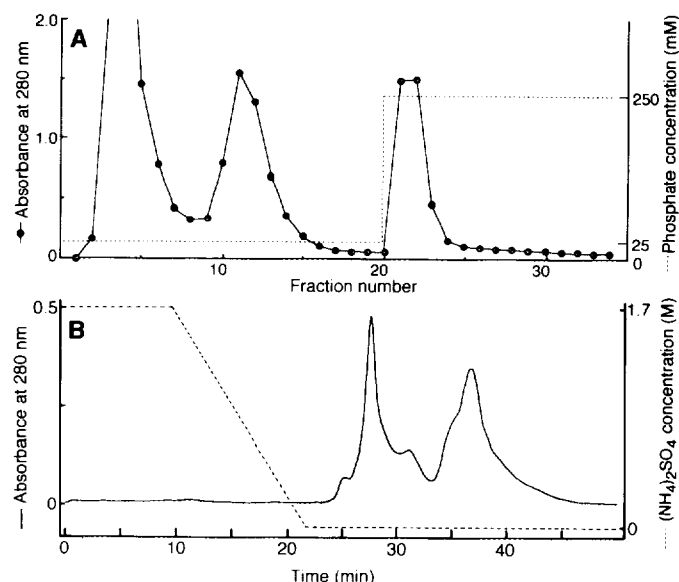 A
2.0
1.0
0
Absorbance at 280 nm
250
25
0
Phosphate concentration (mM)
10
20
30
Fraction number
B
0.5
0
Absorbance at 280 nm
1.7
0
(NH4)2SO4 concentration (M)
0
10
20
30
40
Time (min)